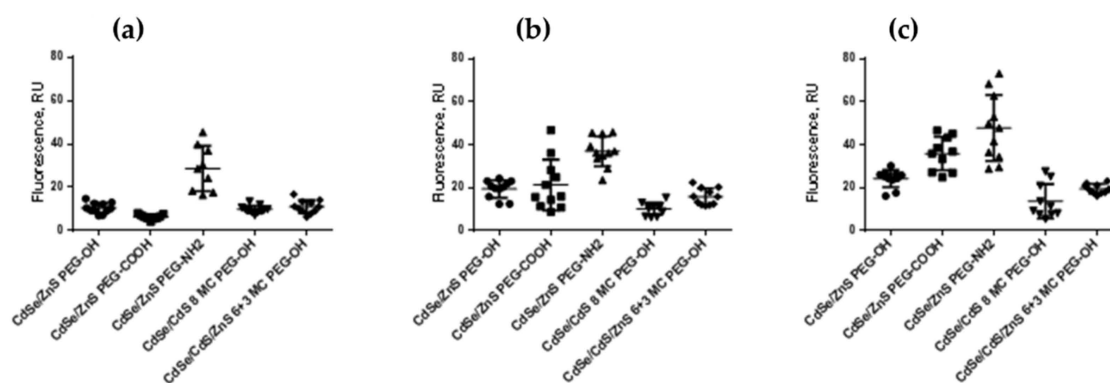 (a)
80
60
40
20
0
Fluorescence, RU
CdSe/ZnS PEG-OH
CdSe/ZnS PEG-COOH
CdSe/ZnS PEG-NH2
CdSe/CdS 8 MC PEG-OH
CdSe/CdS/ZnS 6+3 MC PEG-OH
(b)
80
60
40
20
0
Fluorescence, RU
CdSe/ZnS PEG-OH
CdSe/ZnS PEG-COOH
CdSe/ZnS PEG-NH2
CdSe/CdS 8 MC PEG-OH
CdSe/CdS/ZnS 6+3 MC PEG-OH
(c)
80
60
40
20
0
Fluorescence, RU
CdSe/ZnS PEG-OH
CdSe/ZnS PEG-COOH
CdSe/ZnS PEG-NH2
CdSe/CdS 8 MC PEG-OH
CdSe/CdS/ZnS 6+3 MC PEG-OH